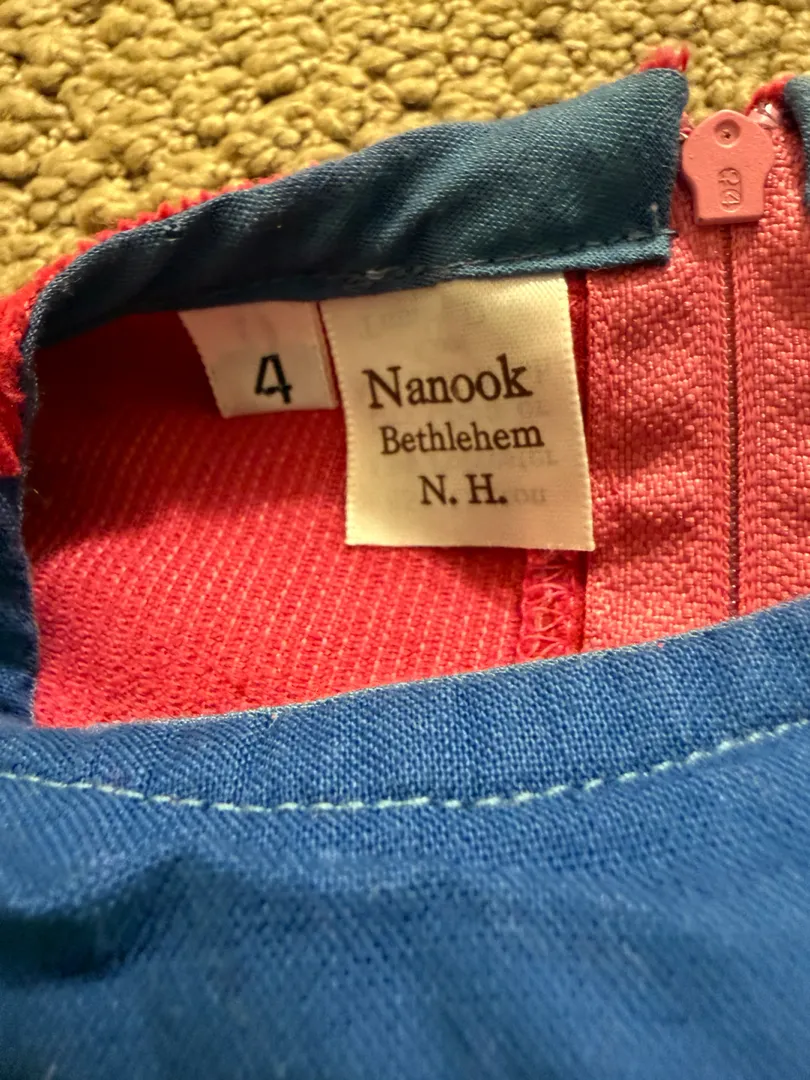 4
Nanook
Bethlehem
N. H.